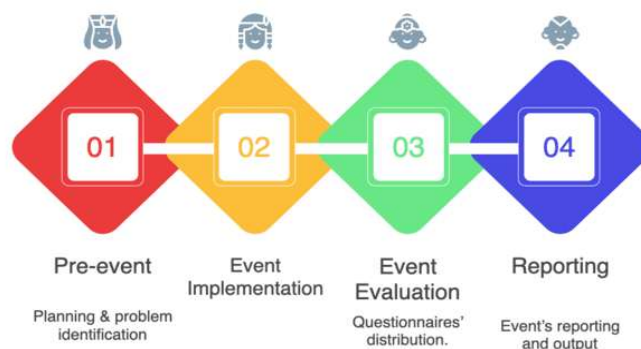 01
02
03
04
Pre-event
Planning & problem
identification
Event
Implementation
Event
Evaluation
Questionnaires'
distribution.
Reporting
Event's reporting
and output